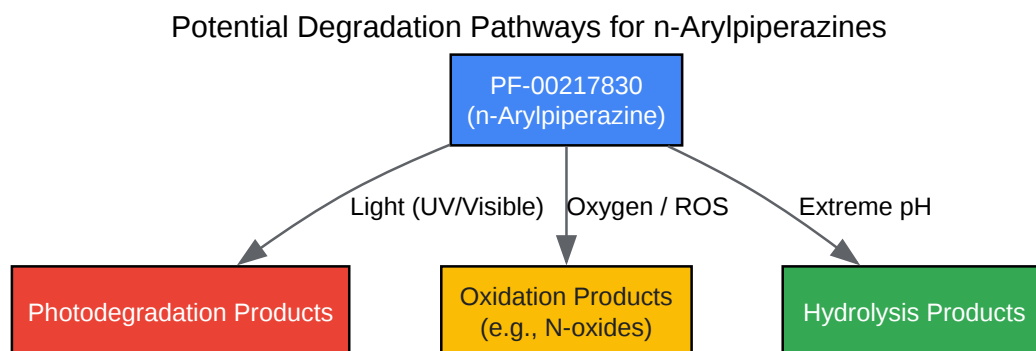 Potential Degradation Pathways for n-Arylpiperazines
PF-00217830
(n-Arylpiperazine)
Light (UV/Visible)
Oxygen / ROS
Extreme pH
Photodegradation Products
Oxidation Products
(e.g., N-oxides)
Hydrolysis Products